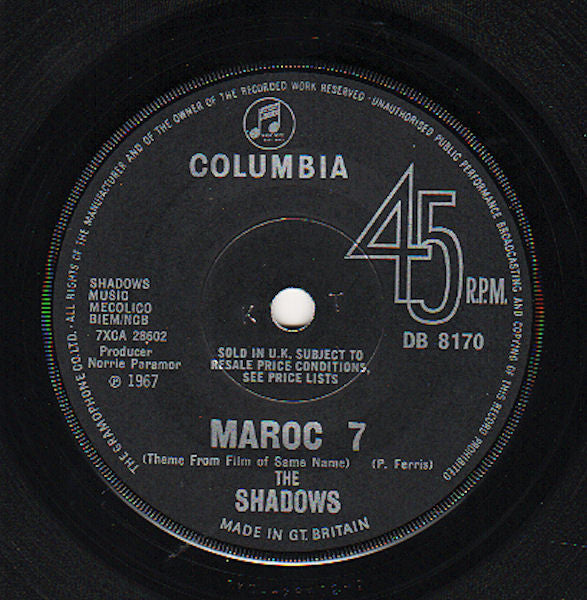 THE GRAMOPHONE CO. LTD. · ALL RIGHTS OF THE MANUFACTURER AND OF THE OWNER OF THE RECORDED WORK RESERVED · UNAUTHORISED PUBLIC PERFORMANCE BROADCASTING AND COPYING OF THIS RECORD PROHIBITED
COLUMBIA
45
R.P.M.
SHADOWS
MUSIC
MECOLICO
BIEM/NCB
7XCA 28602
Producer
Norrie Paramor
℗ 1967
K T
DB 8170
SOLD IN U.K. SUBJECT TO
RESALE PRICE CONDITIONS,
SEE PRICE LISTS
MAROC 7
(Theme From Film of Same Name) (P. Ferris)
THE
SHADOWS
MADE IN GT. BRITAIN